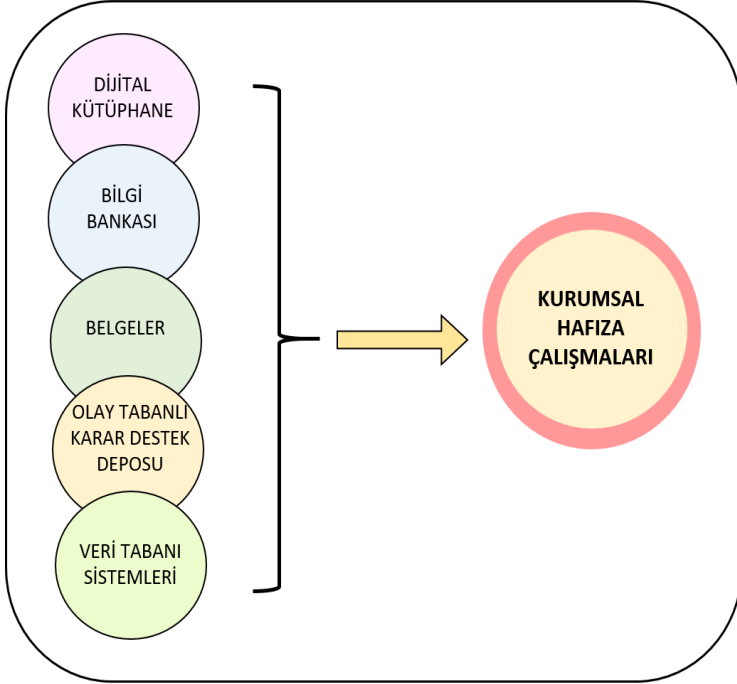 DİJİTAL
KÜTÜPHANE
BİLGİ
BANKASI
BELGELER
OLAY TABANLI
KARAR DESTEK
DEPOSU
VERİ TABANI
SİSTEMLERİ
KURUMSAL
HAFIZA
ÇALIŞMALARI